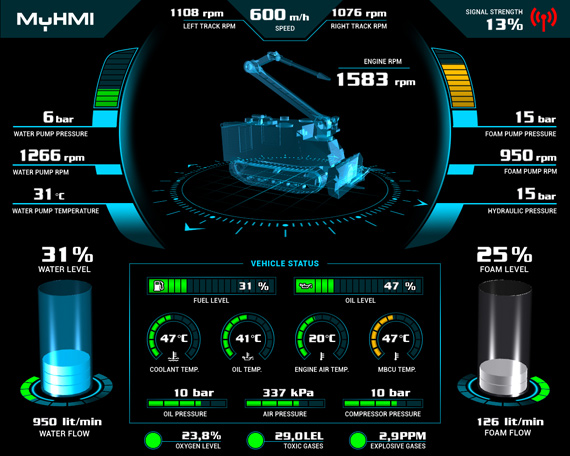 MyHMI
1108 rpm
LEFT TRACK RPM
600 m/h
SPEED
1076 rpm
RIGHT TRACK RPM
SIGNAL STRENGTH
13%
ENGINE RPM
1583 rpm
6 bar
WATER PUMP PRESSURE
1266 rpm
WATER PUMP RPM
31 °C
WATER PUMP TEMPERATURE
15 bar
FOAM PUMP PRESSURE
950 rpm
FOAM PUMP RPM
15 bar
HYDRAULIC PRESSURE
31%
WATER LEVEL
950 lit/min
WATER FLOW
VEHICLE STATUS
31 %
FUEL LEVEL
47 %
OIL LEVEL
47°C
COOLANT TEMP.
41°C
OIL TEMP.
20°C
ENGINE AIR TEMP.
47°C
MBCU TEMP.
10 bar
OIL PRESSURE
337 kPa
AIR PRESSURE
10 bar
COMPRESSOR PRESSURE
23,8%
OXYGEN LEVEL
29,0LEL
TOXIC GASES
2,9PPM
EXPLOSIVE GASES
25%
FOAM LEVEL
126 lit/min
FOAM FLOW